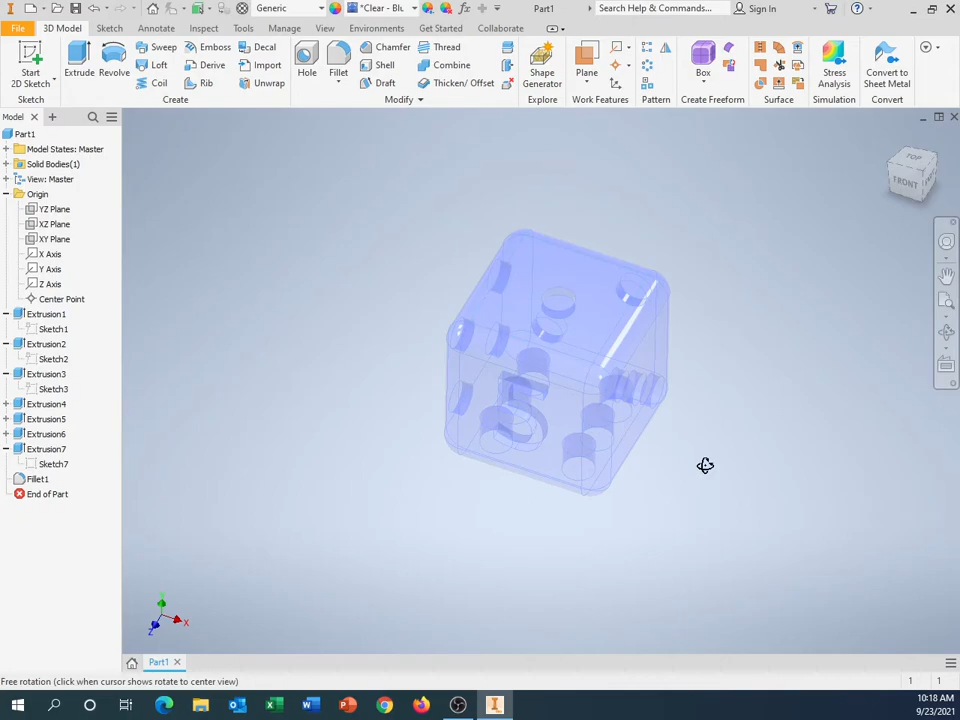 Generic
*Clear - Blu
Part1
Search Help & Commands...
Sign In
File
3D Model
Sketch
Annotate
Inspect
Tools
Manage
View
Environments
Get Started
Collaborate
Start
2D Sketch
Extrude
Revolve
Sweep
Loft
Coil
Emboss
Derive
Rib
Decal
Import
Unwrap
Hole
Fillet
Chamfer
Shell
Draft
Thread
Combine
Thicken/ Offset
Shape
Generator
Plane
Box
Stress
Analysis
Convert to
Sheet Metal
Sketch
Create
Modify
Explore
Work Features
Pattern
Create Freeform
Surface
Simulation
Convert
Model
Part1
Model States: Master
Solid Bodies(1)
View: Master
Origin
YZ Plane
XZ Plane
XY Plane
X Axis
Y Axis
Z Axis
Center Point
Extrusion1
Sketch1
Extrusion2
Sketch2
Extrusion3
Sketch3
Extrusion4
Extrusion5
Extrusion6
Extrusion7
Sketch7
Fillet1
End of Part
TOP
FRONT
Y
X
Z
Part1
Free rotation (click when cursor shows rotate to center view)
1
1
10:18 AM
9/23/2021